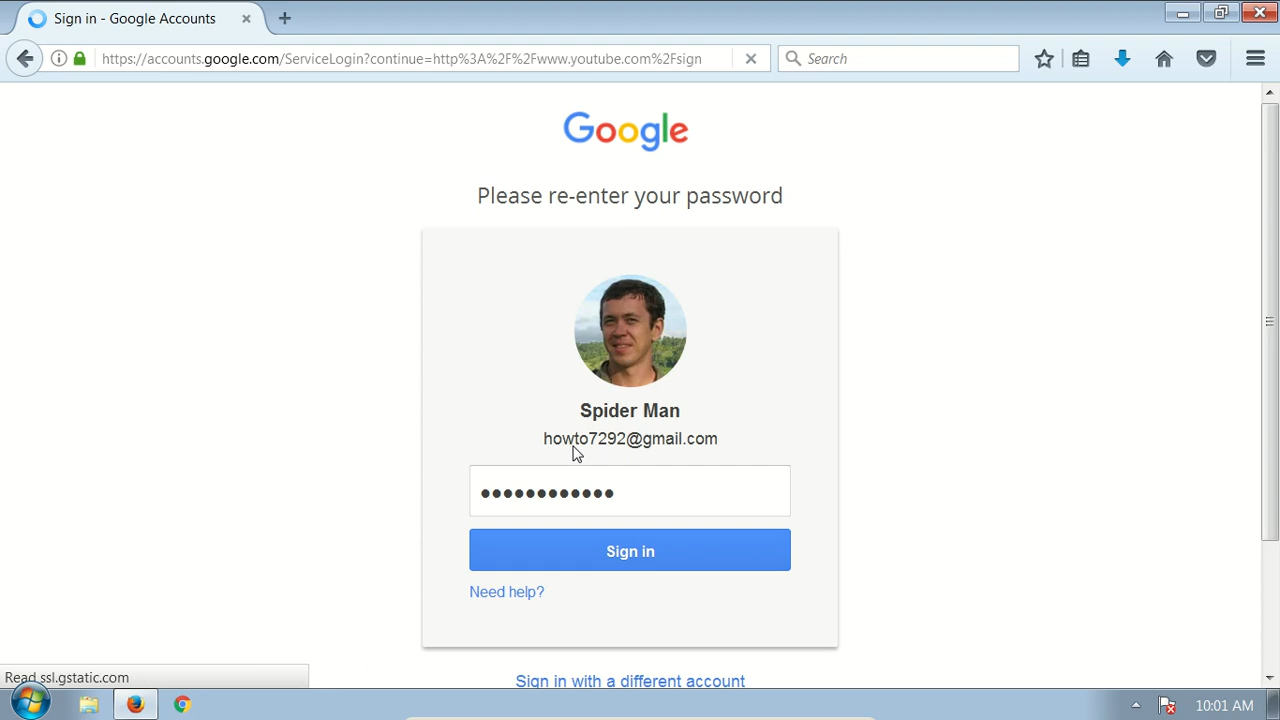 Sign in - Google Accounts
https://accounts.google.com/ServiceLogin?continue=http%3A%2F%2Fwww.youtube.com%2Fsign
Search
Google
Please re-enter your password
Spider Man
howto7292@gmail.com
●●●●●●●●●●●●
Sign in
Need help?
Sign in with a different account
Read ssl.gstatic.com
10:01 AM